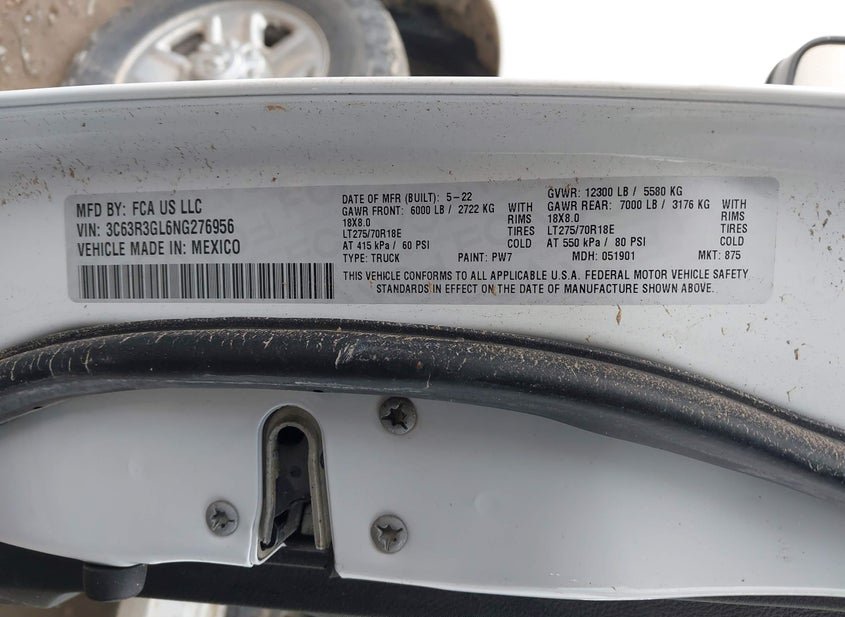 MFD BY: FCA US LLC
VIN: 3C63R3GL6NG276956
VEHICLE MADE IN: MEXICO
DATE OF MFR (BUILT): 5-22
GAWR FRONT: 6000 LB / 2722 KG WITH
18X8.0 RIMS
LT275/70R18E TIRES
AT 415 kPa / 60 PSI COLD
TYPE: TRUCK PAINT: PW7
GVWR: 12300 LB / 5580 KG
GAWR REAR: 7000 LB / 3176 KG WITH
18X8.0 RIMS
LT275/70R18E TIRES
AT 550 kPa / 80 PSI COLD
MDH: 051901 MKT: 875
THIS VEHICLE CONFORMS TO ALL APPLICABLE U.S.A. FEDERAL MOTOR VEHICLE SAFETY
STANDARDS IN EFFECT ON THE DATE OF MANUFACTURE SHOWN ABOVE.